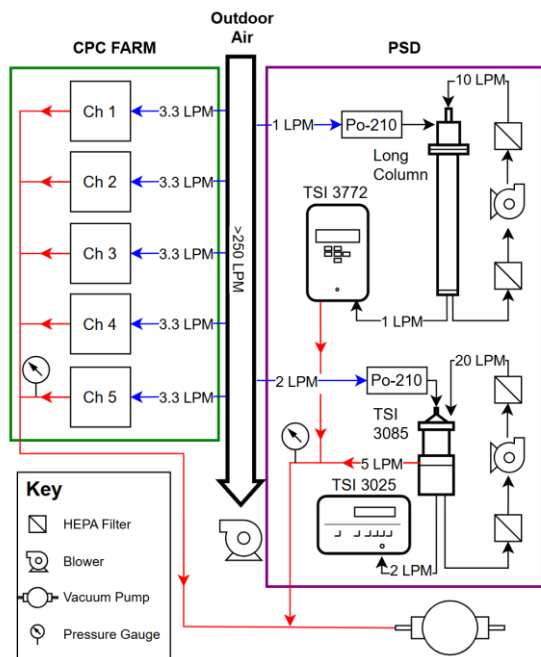 Outdoor
Air
CPC FARM
PSD
Ch 1
3.3 LPM
Ch 2
3.3 LPM
Ch 3
3.3 LPM
Ch 4
3.3 LPM
Ch 5
3.3 LPM
>250 LPM
1 LPM
Po-210
10 LPM
Long
Column
TSI 3772
1 LPM
2 LPM
Po-210
20 LPM
TSI
3085
5 LPM
TSI 3025
2 LPM
Key
HEPA Filter
Blower
Vacuum Pump
Pressure Gauge